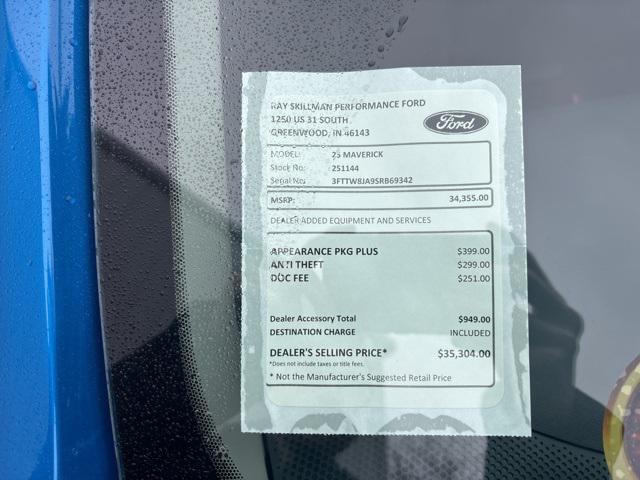 RAY SKILLMAN PERFORMANCE FORD
1250 US 31 SOUTH
GREENWOOD, IN 46143
Ford
MODEL: 25 MAVERICK
Stock No: 251144
Serial No: 3FTTW8JA9SRB69342
MSRP: 34,355.00
DEALER ADDED EQUIPMENT AND SERVICES
APPEARANCE PKG PLUS $399.00
ANTI THEFT $299.00
DOC FEE $251.00
Dealer Accessory Total $949.00
DESTINATION CHARGE INCLUDED
DEALER'S SELLING PRICE* $35,304.00
*Does not include taxes or title fees.
* Not the Manufacturer's Suggested Retail Price